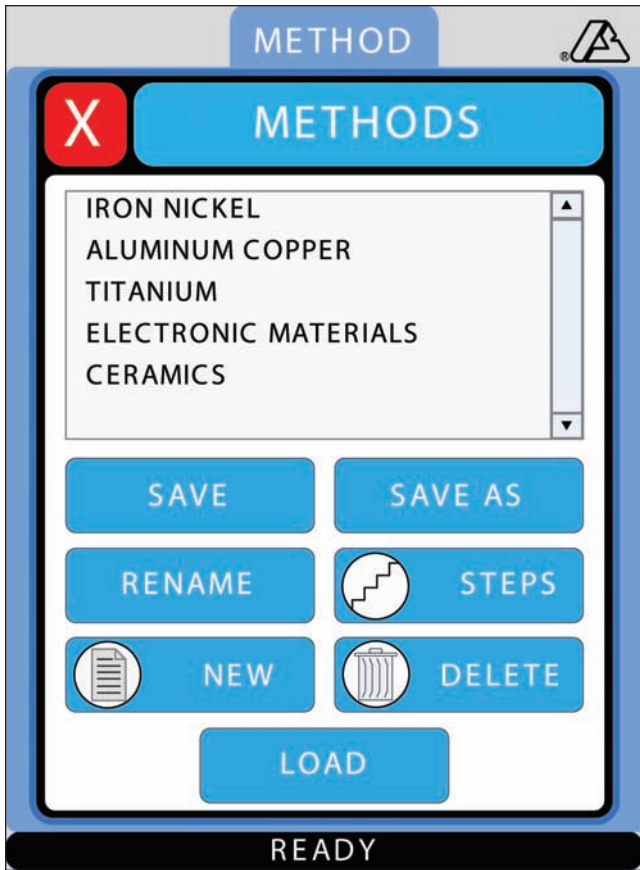 METHOD
®
X
METHODS
IRON NICKEL
ALUMINUM COPPER
TITANIUM
ELECTRONIC MATERIALS
CERAMICS
SAVE
SAVE AS
RENAME
STEPS
NEW
DELETE
LOAD
READY